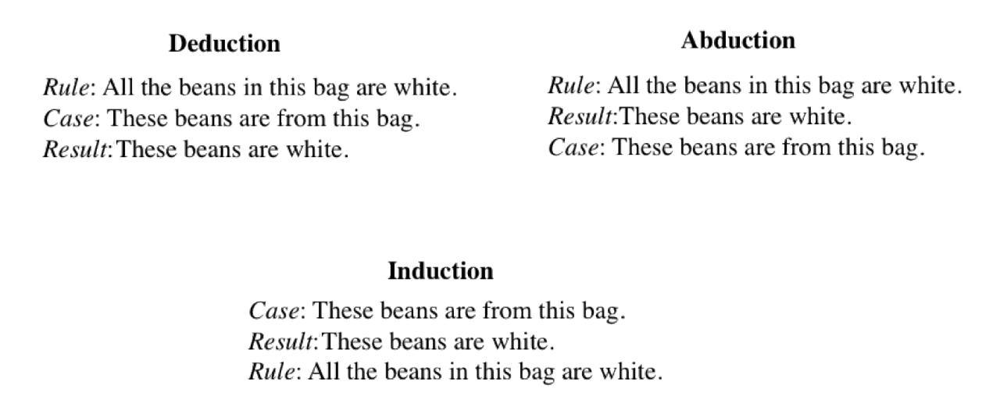 Deduction
Rule: All the beans in this bag are white.
Case: These beans are from this bag.
Result: These beans are white.
Abduction
Rule: All the beans in this bag are white.
Result:These beans are white.
Case: These beans are from this bag.
Induction
Case: These beans are from this bag.
Result:These beans are white.
Rule: All the beans in this bag are white.